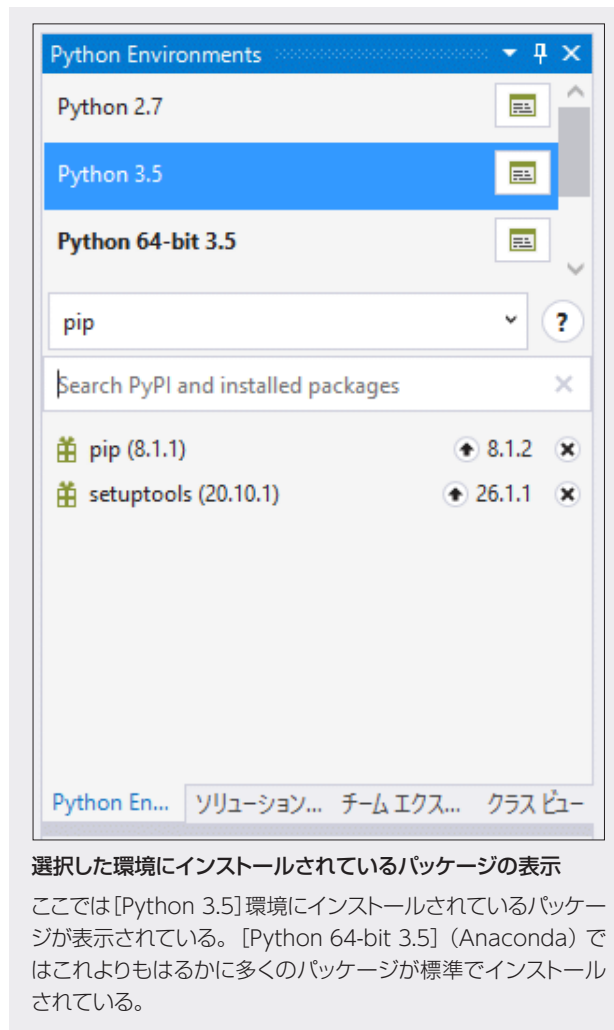 Python Environments
Python 2.7
Python 3.5
Python 64-bit 3.5
pip
?
Search PyPI and installed packages
pip (8.1.1) 8.1.2
setuptools (20.10.1) 26.1.1
Python En... ソリューション... チーム エクス... クラス ビュー
選択した環境にインストールされているパッケージの表示
ここでは[Python 3.5]環境にインストールされているパッケー
ジが表示されている。[Python 64-bit 3.5](Anaconda)で
はこれよりもはるかに多くのパッケージが標準でインストール
されている。